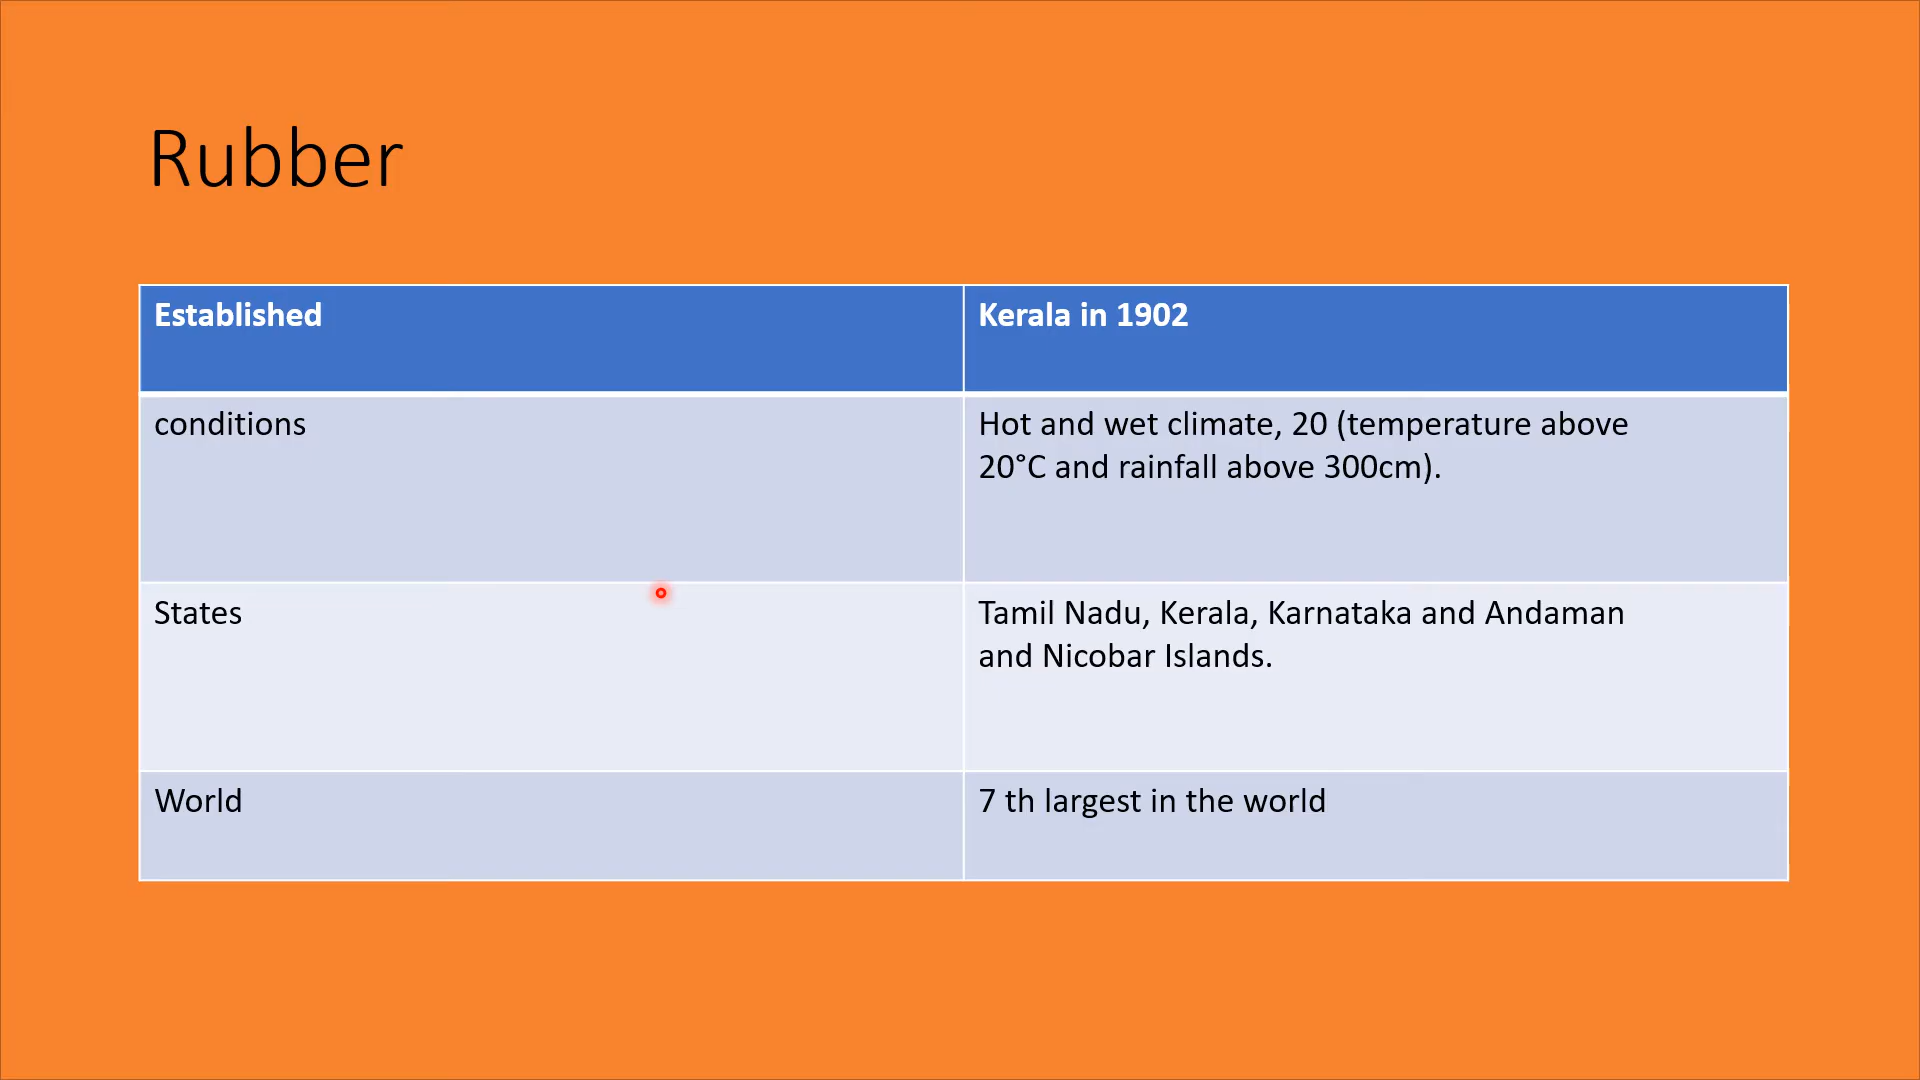 Rubber
Established
Kerala in 1902
conditions
Hot and wet climate, 20 (temperature above
20°C and rainfall above 300cm).
States
Tamil Nadu, Kerala, Karnataka and Andaman
and Nicobar Islands.
World
7 th largest in the world